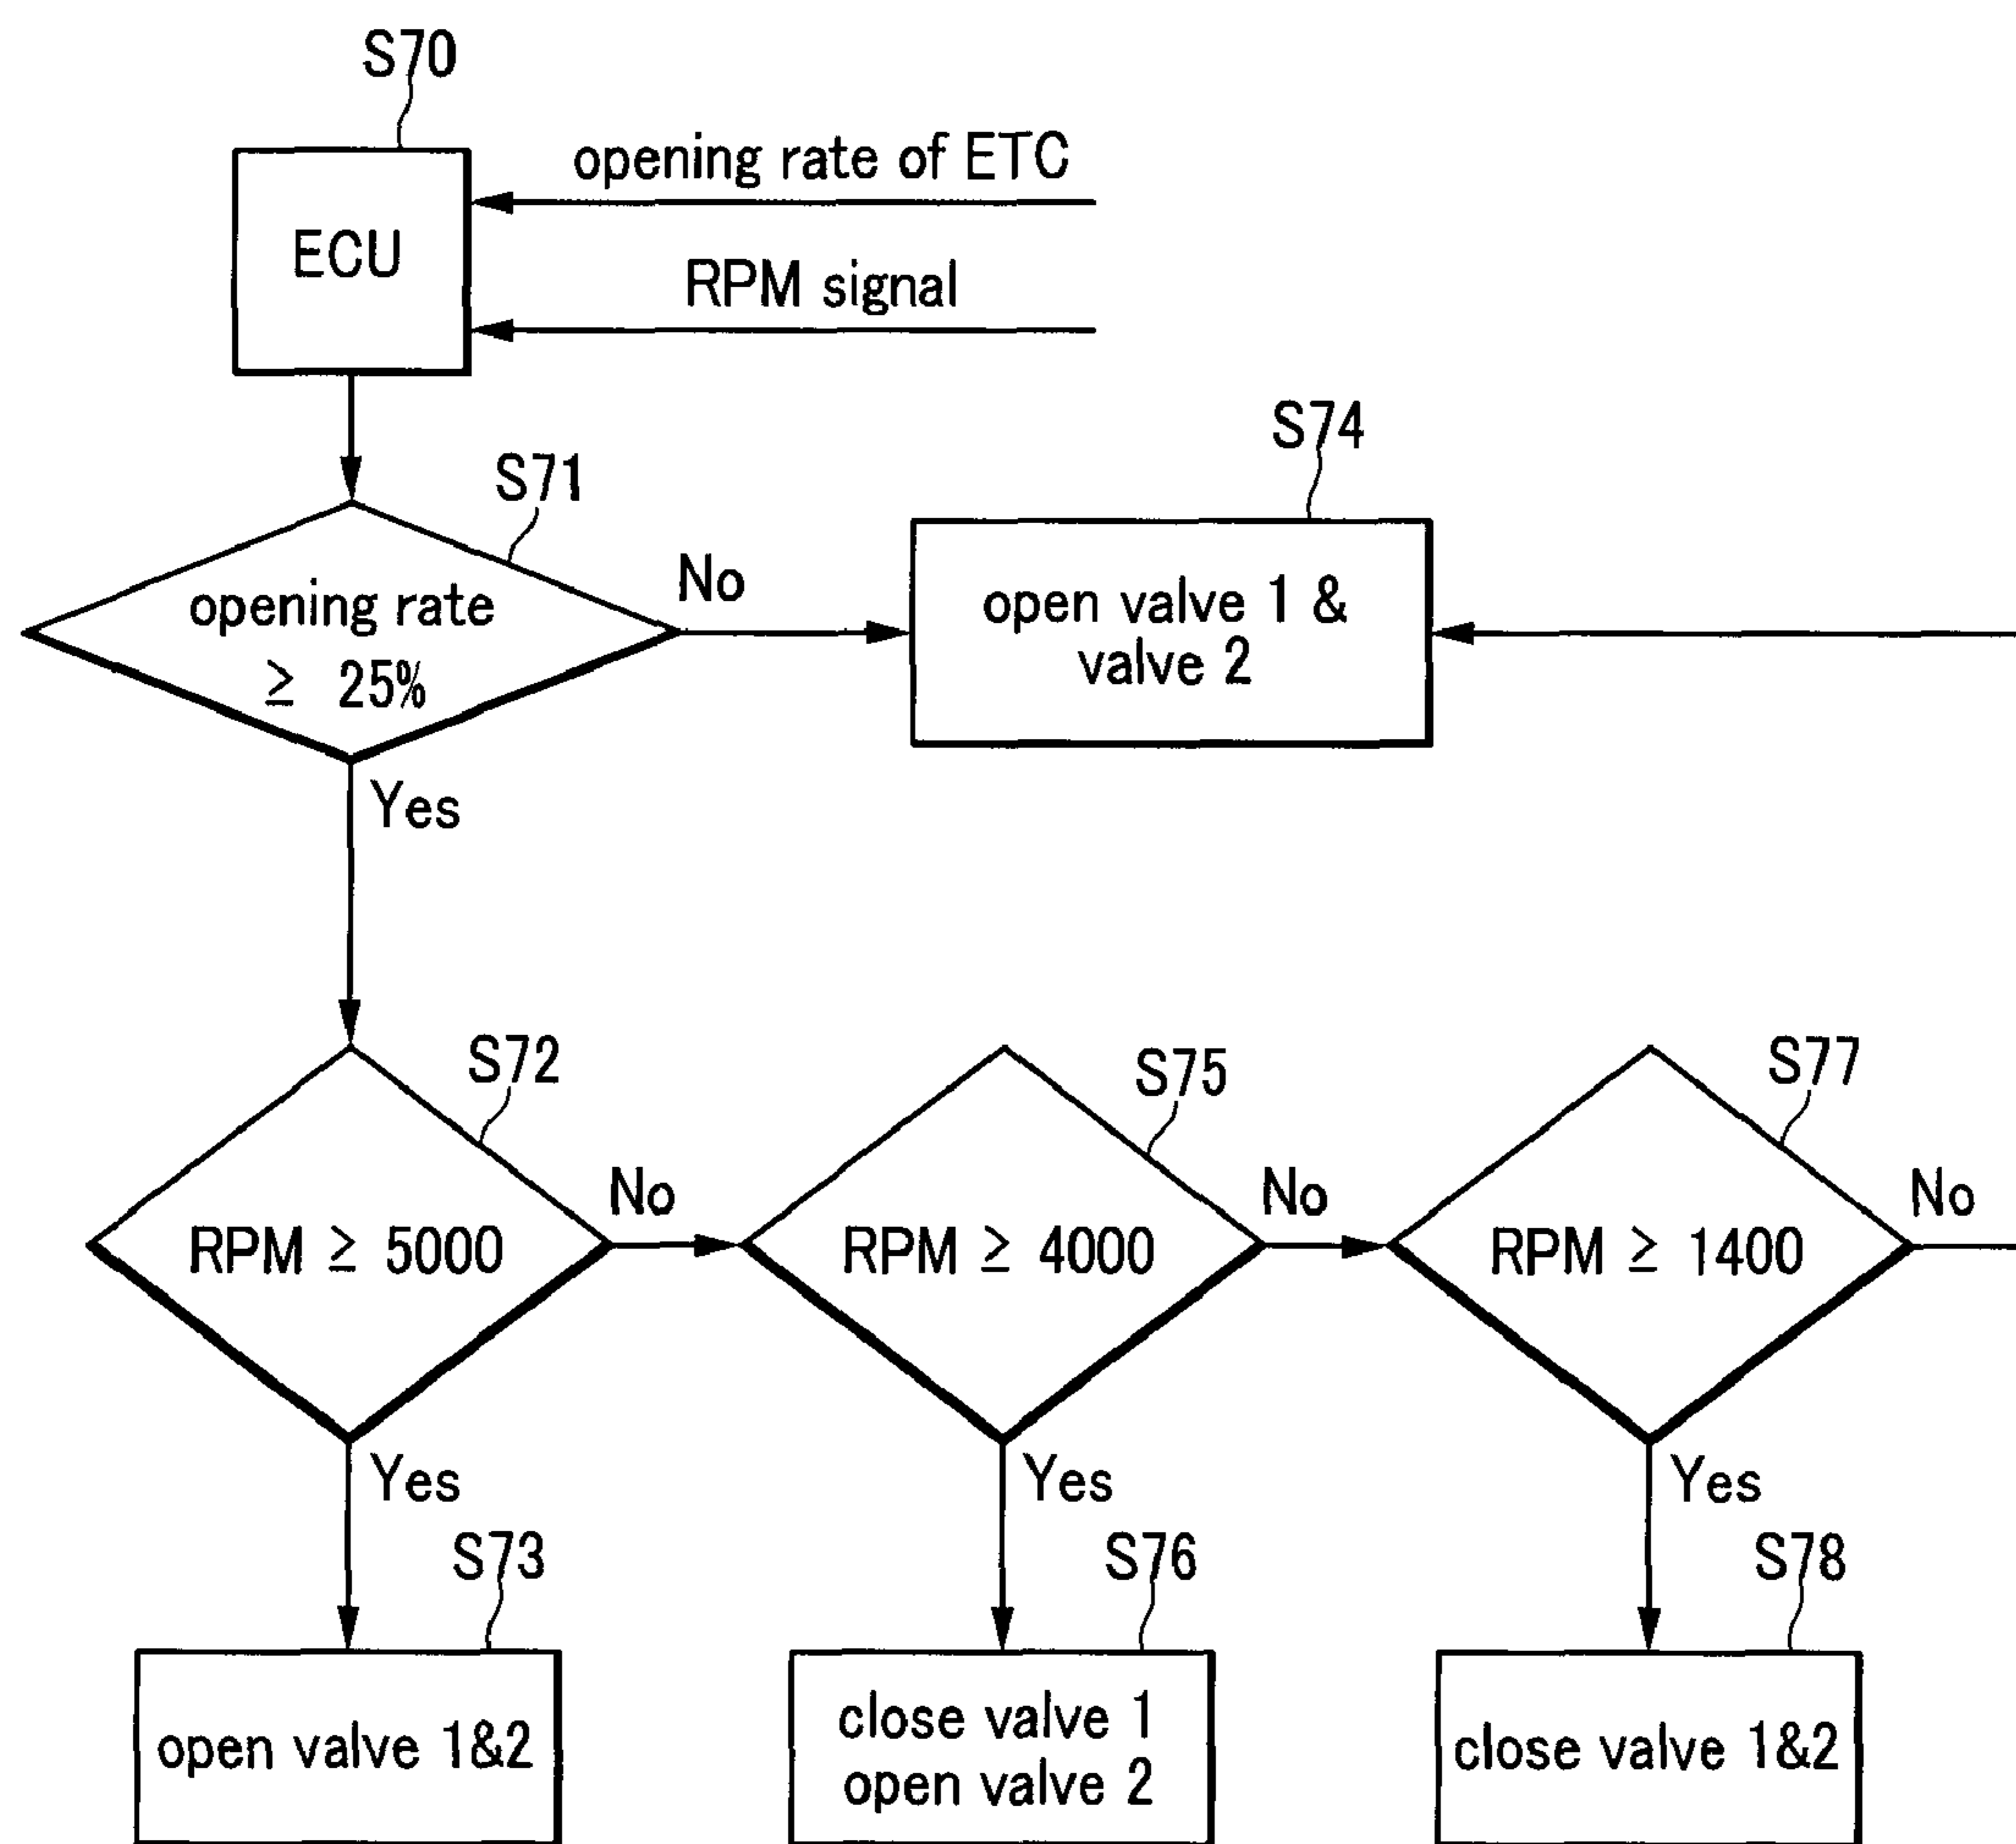 S70
opening rate of ETC
ECU
RPM signal
S74
S71
No
open valve 1 &
valve 2
opening rate
≥ 25%
Yes
S72
S75
S77
No
No
No
RPM ≥ 5000
RPM ≥ 4000
RPM ≥ 1400
Yes
Yes
Yes
S73
S76
S78
open valve 1&2
close valve 1
open valve 2
close valve 1&2